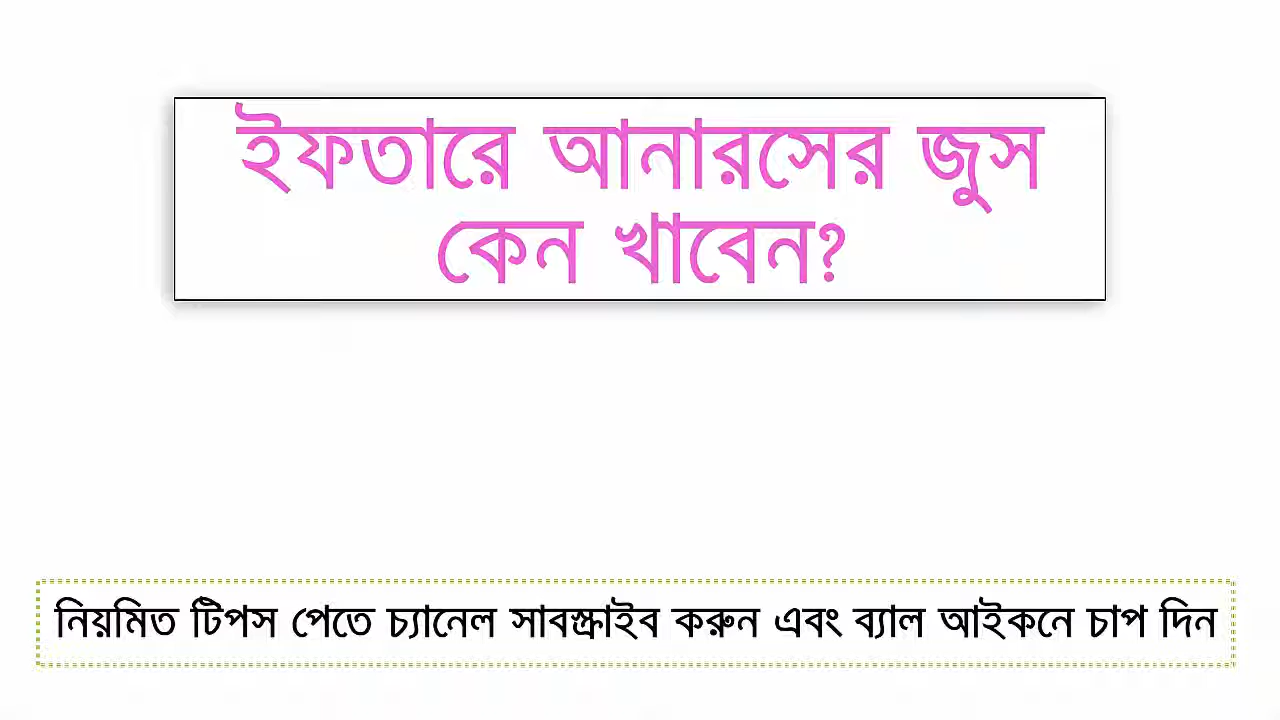 ইফতারে আনারসের জুস
কেন খাবেন?
নিয়মিত টিপস পেতে চ্যানেল সাবস্ক্রাইব করুন এবং ব্যাল আইকনে চাপ দিন